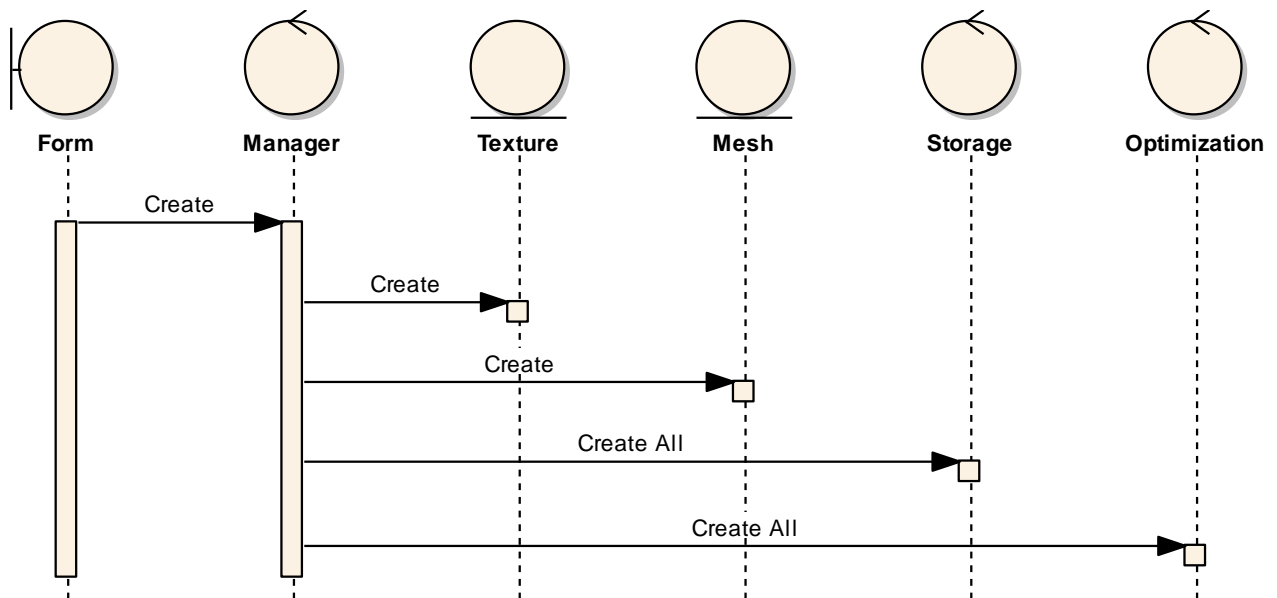 Form
Manager
Texture
Mesh
Storage
Optimization
Create
Create
Create
Create All
Create All